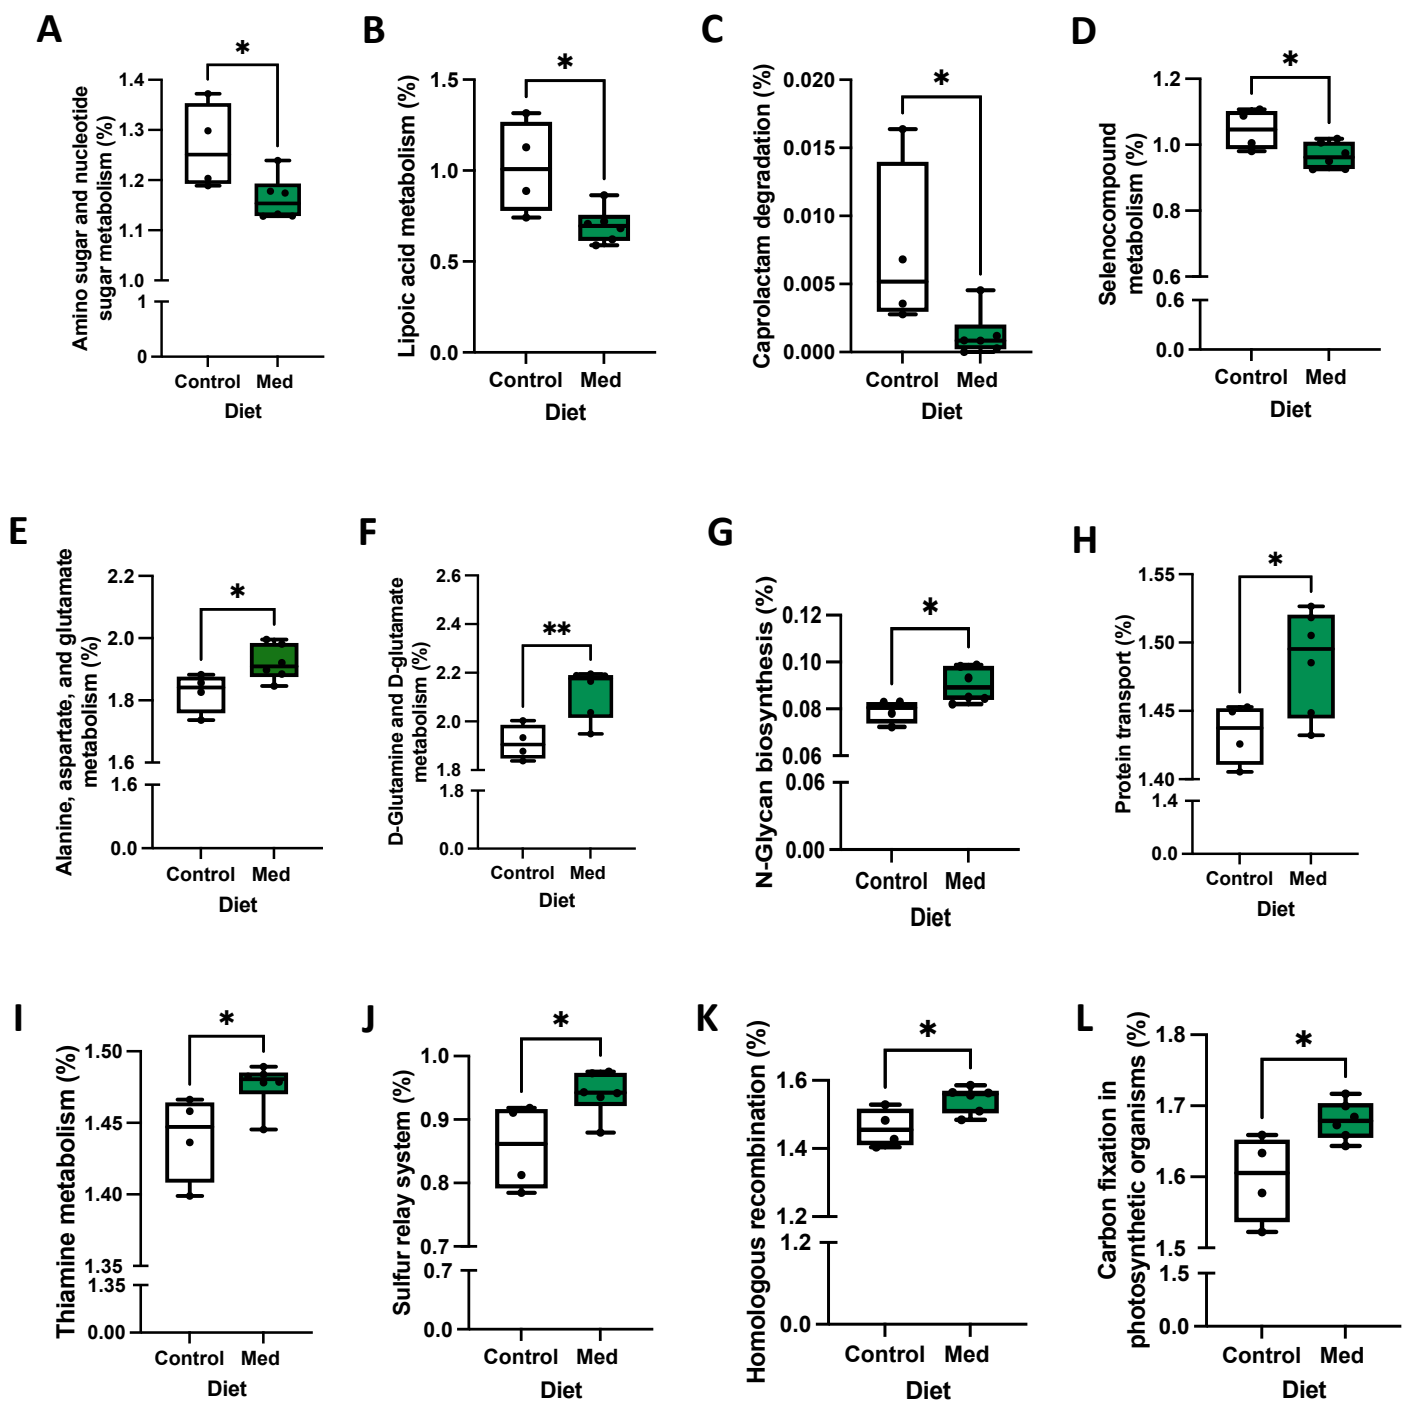 A
*
Amino sugar and nucleotide
sugar metabolism (%)
1.4
1.3
1.2
1.1
1.0
1
0
Control Med
Diet
B
*
Lipoic acid metabolism (%)
1.5
1.0
0.5
0.0
Control Med
Diet
C
*
Caprolactam degradation (%)
0.020
0.015
0.010
0.005
0.000
Control Med
Diet
D
*
Selenocompound
metabolism (%)
1.2
1.0
0.8
0.6
0.6
0.0
Control Med
Diet
E
*
Alanine, aspartate, and glutamate
metabolism (%)
2.2
2.0
1.8
1.6
1.6
0.0
Control Med
Diet
F
**
D-Glutamine and D-glutamate
metabolism (%)
2.6
2.4
2.2
2.0
1.8
1.8
0.0
Control Med
Diet
G
*
N-Glycan biosynthesis (%)
0.12
0.10
0.08
0.06
0.06
0.00
Control Med
Diet
H
*
Protein transport (%)
1.55
1.50
1.45
1.40
1.4
0.0
Control Med
Diet
I
*
Thiamine metabolism (%)
1.50
1.45
1.40
1.35
1.35
0.00
Control Med
Diet
J
*
Sulfur relay system (%)
1.0
0.9
0.8
0.7
0.7
0.0
Control Med
Diet
K
*
Homologous recombination (%)
1.6
1.4
1.2
1.2
0.0
Control Med
Diet
L
*
Carbon fixation in
photosynthetic organisms (%)
1.8
1.7
1.6
1.5
1.5
0.0
Control Med
Diet